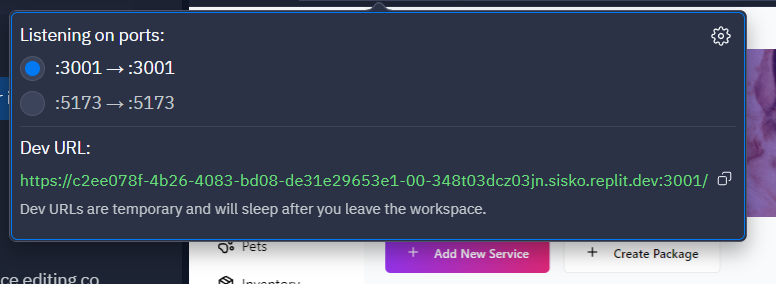 Listening on ports:
:3001 → :3001
:5173 → :5173
Dev URL:
https://c2ee078f-4b26-4083-bd08-de31e29653e1-00-348t03dcz03jn.sisko.replit.dev:3001/
Dev URLs are temporary and will sleep after you leave the workspace.
Pets
+ Add New Service
+ Create Package
Inventory
ce editing co